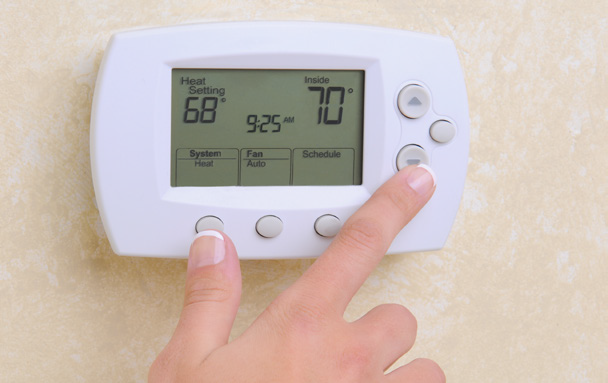 Heat
Setting
68°
9:25 AM
Inside
70°
System
Heat
Fan
Auto
Schedule